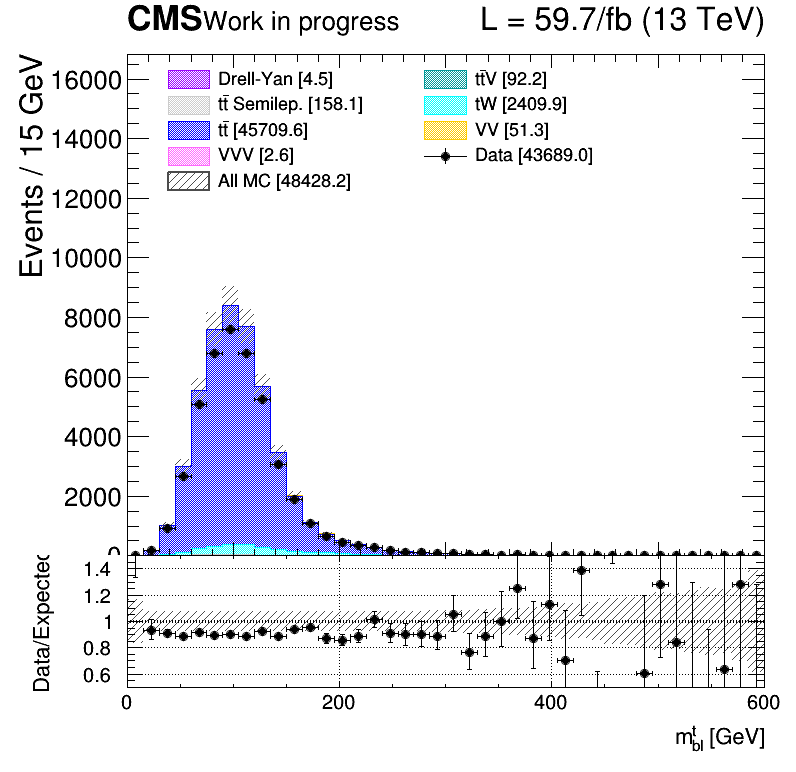 CMS Work in progress L = 59.7/fb (13 TeV)
Events / 15 GeV
16000
14000
12000
10000
8000
6000
4000
2000
0
Drell-Yan [4.5]
tt̄ Semilep. [158.1]
tt̄ [45709.6]
VVV [2.6]
All MC [48428.2]
tt̄V [92.2]
tW [2409.9]
VV [51.3]
Data [43689.0]
Data/Expected
1.4
1.2
1
0.8
0.6
0 200 400 600
m^t_bl [GeV]